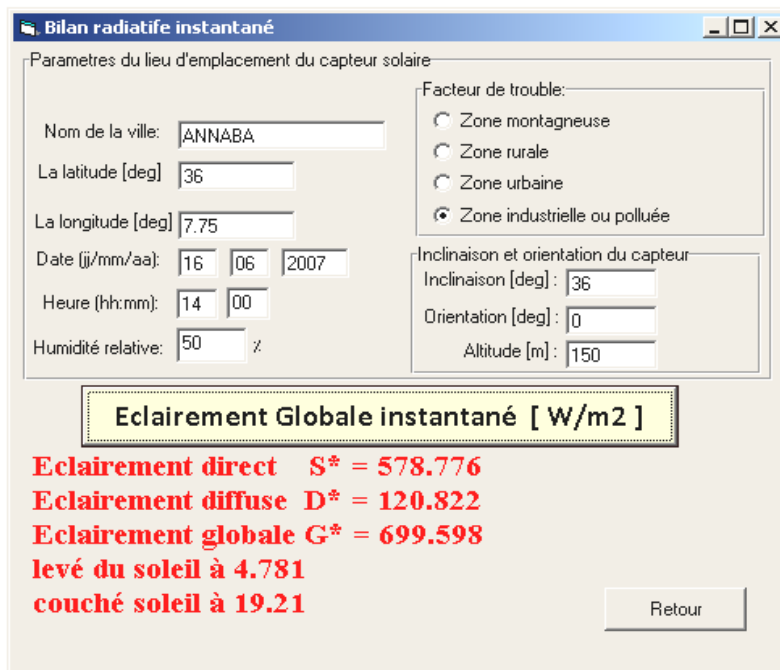 Bilan radiatife instantané
Parametres du lieu d'emplacement du capteur solaire
Nom de la ville: ANNABA
La latitude [deg] 36
La longitude [deg] 7.75
Date (jj/mm/aa): 16 06 2007
Heure (hh:mm): 14 00
Humidité relative: 50 %
Facteur de trouble:
Zone montagneuse
Zone rurale
Zone urbaine
Zone industrielle ou polluée
Inclinaison et orientation du capteur
Inclinaison [deg] : 36
Orientation [deg] : 0
Altitude [m] : 150
Eclairement Globale instantané [ W/m2 ]
Eclairement direct S* = 578.776
Eclairement diffuse D* = 120.822
Eclairement globale G* = 699.598
levé du soleil à 4.781
couché soleil à 19.21
Retour